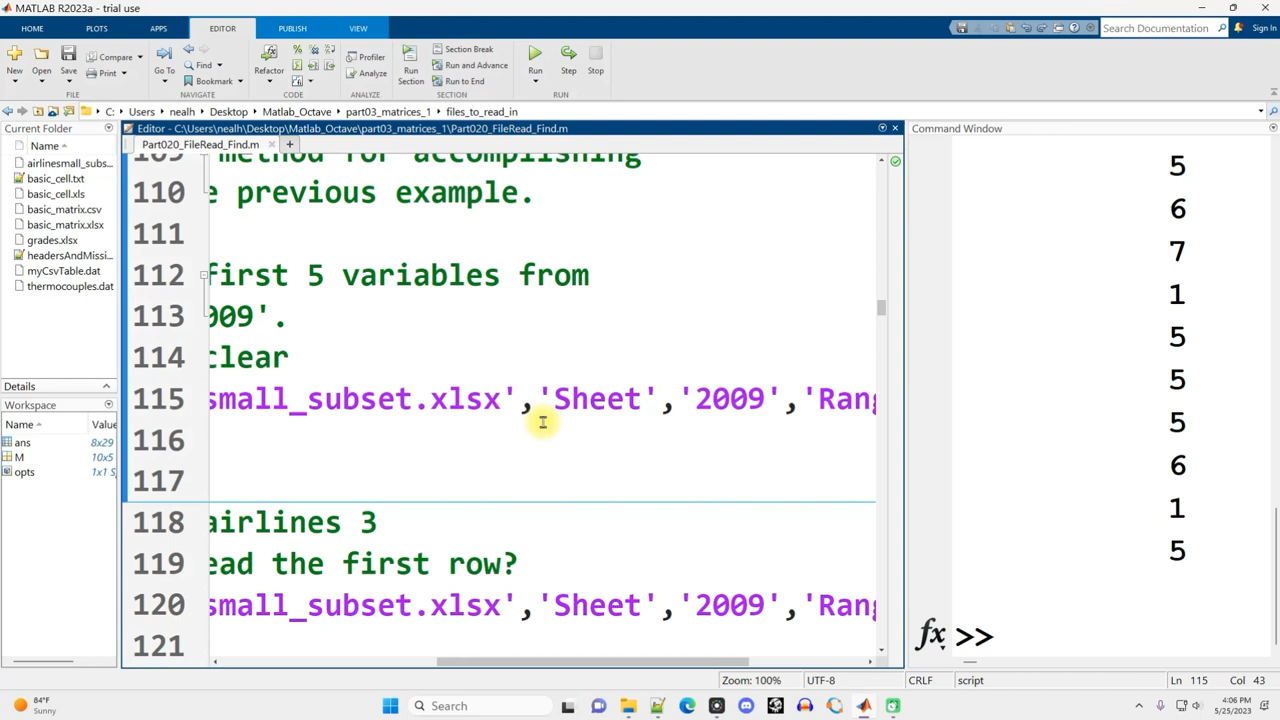 MATLAB R2023a - trial use
HOME PLOTS APPS EDITOR PUBLISH VIEW Search Documentation Sign In
New Open Save Compare Print Go To Find Bookmark Refactor Profiler Analyze Run Section Section Break Run and Advance Run to End Run Step Stop
FILE NAVIGATE CODE ANALYZE SECTION RUN
C: Users nealh Desktop Matlab_Octave part03_matrices_1 files_to_read_in
Current Folder
Name
airlinesmall_subs...
basic_cell.txt
basic_cell.xls
basic_matrix.csv
basic_matrix.xlsx
grades.xlsx
headersAndMissi...
myCsvTable.dat
thermocouples.dat
Details
Workspace
Name Value
ans 8x29
M 10x5
opts 1x1 S
Editor - C:\Users\nealh\Desktop\Matlab_Octave\part03_matrices_1\Part020_FileRead_Find.m
Part020_FileRead_Find.m
109 method for accomplishing
110 e previous example.
111
112 first 5 variables from
113 009'.
114 clear
115 small_subset.xlsx','Sheet','2009','Rang
116
117
118 airlines 3
119 ead the first row?
120 small_subset.xlsx','Sheet','2009','Rang
121
Command Window
5
6
7
1
5
5
5
6
1
5
fx >>
Zoom: 100% UTF-8 CRLF script Ln 115 Col 43
84°F
Sunny
Search
4:06 PM
5/25/2023